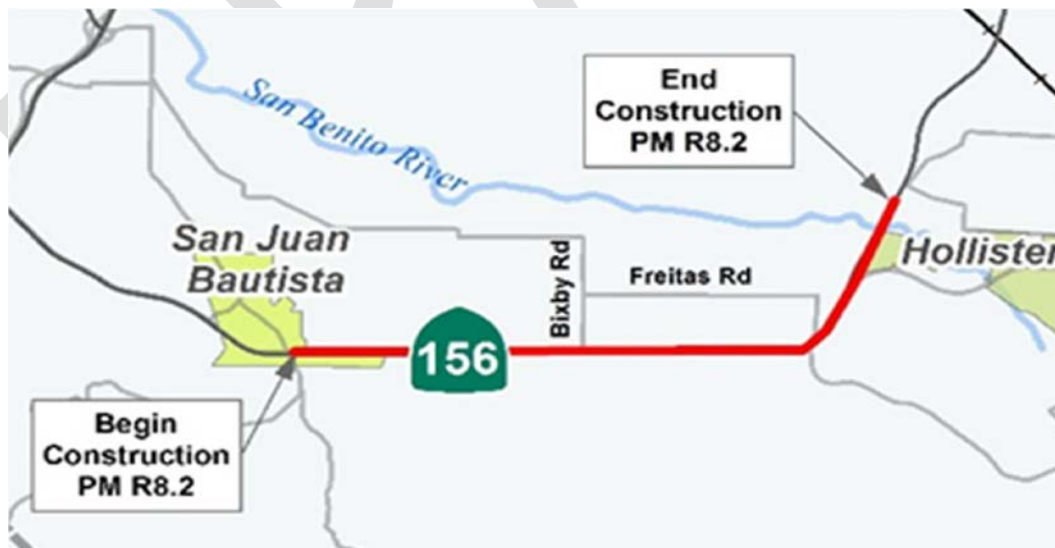 End
Construction
PM R8.2
San Benito River
San Juan
Bautista
Bixby Rd
Freitas Rd
Hollister
156
Begin
Construction
PM R8.2